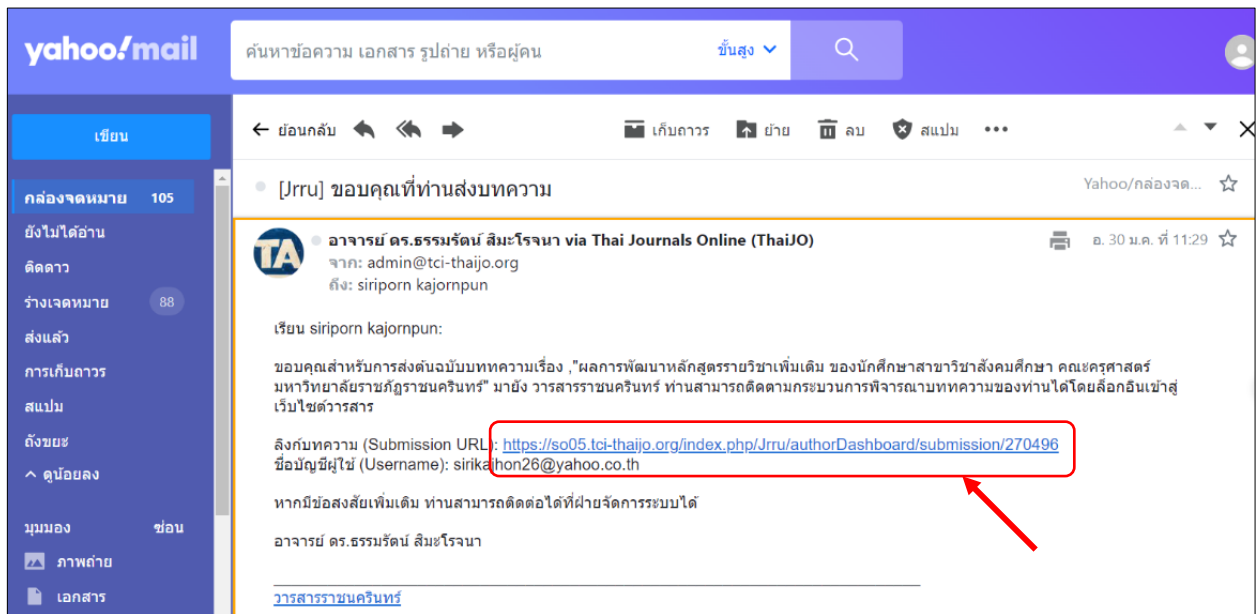 yahoo!mail
ค้นหาข้อความ เอกสาร รูปถ่าย หรือผู้คน
ขั้นสูง
เขียน
กล่องจดหมาย 105
ยังไม่ได้อ่าน
ติดดาว
ร่างเจดหมาย 88
ส่งแล้ว
การเก็บถาวร
สแปม
ถังขยะ
ดูน้อยลง
มุมมอง ซ่อน
ภาพถ่าย
เอกสาร
ย้อนกลับ
เก็บถาวร ย้าย ลบ สแปม
[Jrru] ขอบคุณที่ท่านส่งบทความ
Yahoo/กล่องจด...
TA
อาจารย์ ดร.ธรรมรัตน์ สิมะโรจนา via Thai Journals Online (ThaiJO)
อ. 30 ม.ค. ที่ 11:29
จาก: admin@tci-thaijo.org
ถึง: siriporn kajornpun
เรียน siriporn kajornpun:
ขอบคุณสำหรับการส่งต้นฉบับบทความเรื่อง ,"ผลการพัฒนาหลักสูตรรายวิชาเพิ่มเติม ของนักศึกษาสาขาวิชาสังคมศึกษา คณะครุศาสตร์
มหาวิทยาลัยราชภัฏราชนครินทร์" มายัง วารสารราชนครินทร์ ท่านสามารถติดตามกระบวนการพิจารณาบทความของท่านได้โดยล็อกอินเข้าสู่
เว็บไซต์วารสาร
ลิงก์บทความ (Submission URL): https://so05.tci-thaijo.org/index.php/Jrru/authorDashboard/submission/270496
ชื่อบัญชีผู้ใช้ (Username): sirikajhon26@yahoo.co.th
หากมีข้อสงสัยเพิ่มเติม ท่านสามารถติดต่อได้ที่ฝ่ายจัดการระบบได้
อาจารย์ ดร.ธรรมรัตน์ สิมะโรจนา
วารสารราชนครินทร์